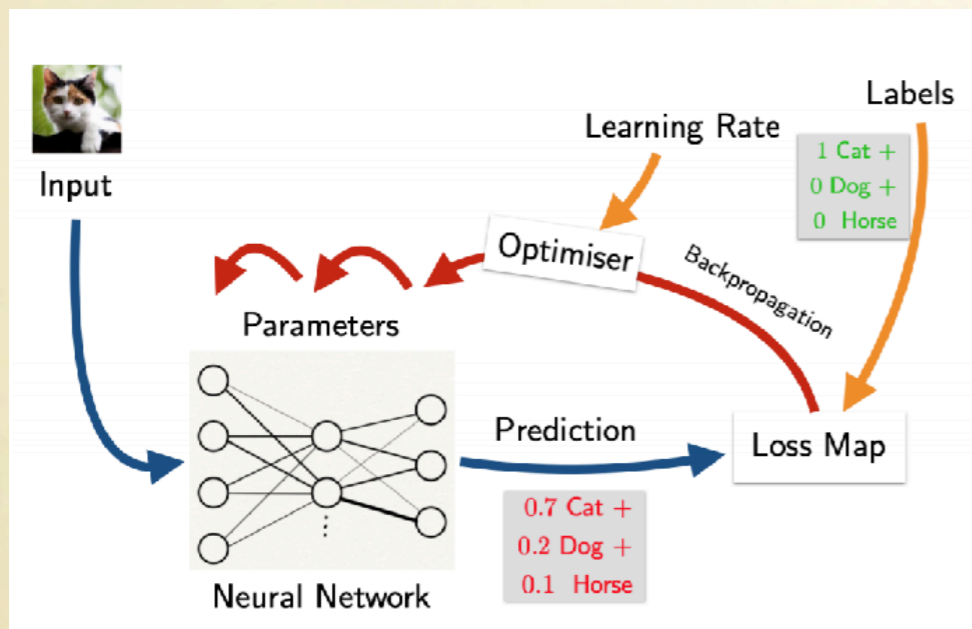 Input
Learning Rate
Labels
1 Cat +
0 Dog +
0 Horse
Optimiser
Backpropagation
Parameters
Prediction
Loss Map
0.7 Cat +
0.2 Dog +
0.1 Horse
Neural Network